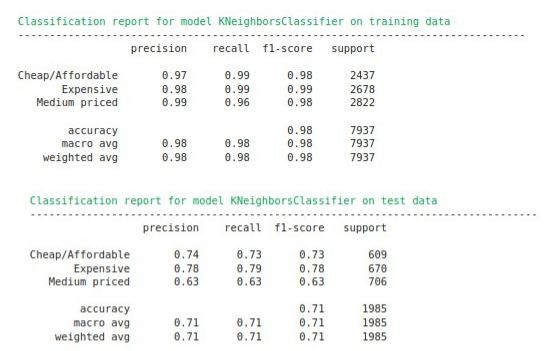 Classification report for model KNeighborsClassifier on training data
--------------------------------------------------------------------------------
precision recall f1-score support
Cheap/Affordable 0.97 0.99 0.98 2437
Expensive 0.98 0.99 0.99 2678
Medium priced 0.99 0.96 0.98 2822
accuracy 0.98 7937
macro avg 0.98 0.98 0.98 7937
weighted avg 0.98 0.98 0.98 7937
Classification report for model KNeighborsClassifier on test data
--------------------------------------------------------------------------------
precision recall f1-score support
Cheap/Affordable 0.74 0.73 0.73 609
Expensive 0.78 0.79 0.78 670
Medium priced 0.63 0.63 0.63 706
accuracy 0.71 1985
macro avg 0.71 0.71 0.71 1985
weighted avg 0.71 0.71 0.71 1985